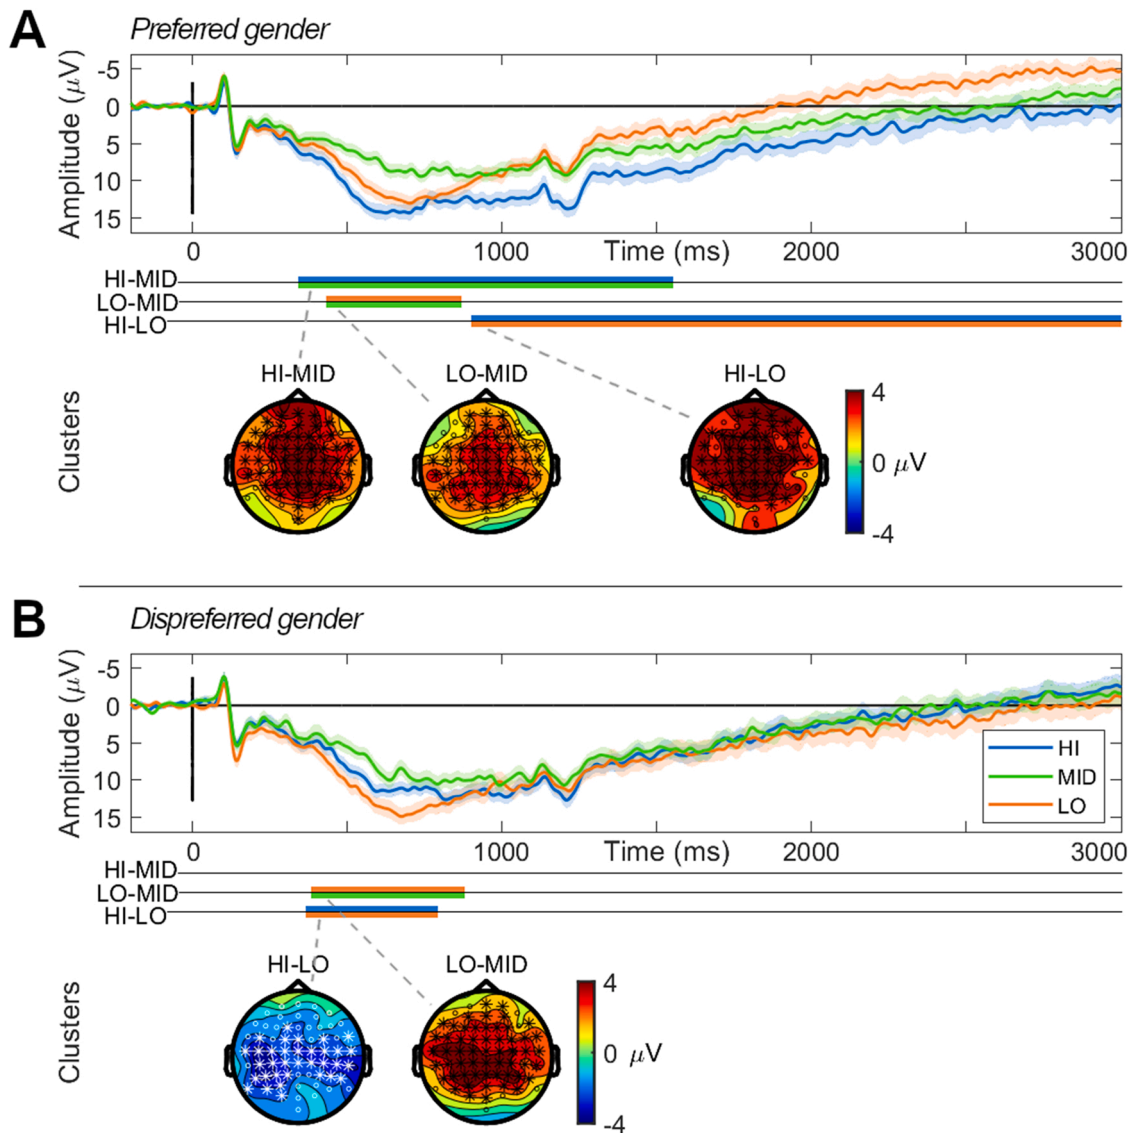 A
Preferred gender
Amplitude (μV)
-5
0
5
10
15
0
1000
Time (ms)
2000
3000
HI-MID
LO-MID
HI-LO
Clusters
HI-MID
LO-MID
HI-LO
4
0 μV
-4
B
Dispreferred gender
Amplitude (μV)
-5
0
5
10
15
HI
MID
LO
0
1000
Time (ms)
2000
3000
HI-MID
LO-MID
HI-LO
Clusters
HI-LO
LO-MID
4
0 μV
-4